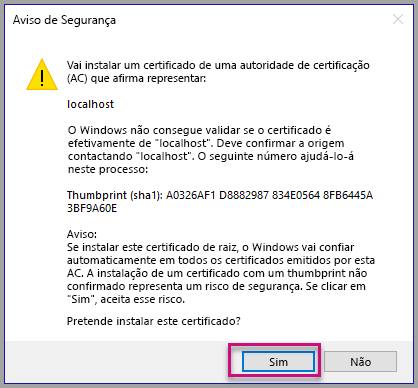 Aviso de Segurança
Vai instalar um certificado de uma autoridade de certificação
(AC) que afirma representar:
localhost
O Windows não consegue validar se o certificado é
efetivamente de "localhost". Deve confirmar a origem
contactando "localhost". O seguinte número ajudá-lo-á
neste processo:
Thumbprint (sha1): A0326AF1 D8882987 834E0564 8FB6445A
3BF9A60E
Aviso:
Se instalar este certificado de raiz, o Windows vai confiar
automaticamente em todos os certificados emitidos por esta
AC. A instalação de um certificado com um thumbprint não
confirmado representa um risco de segurança. Se clicar em
"Sim", aceita esse risco.
Pretende instalar este certificado?
Sim
Não